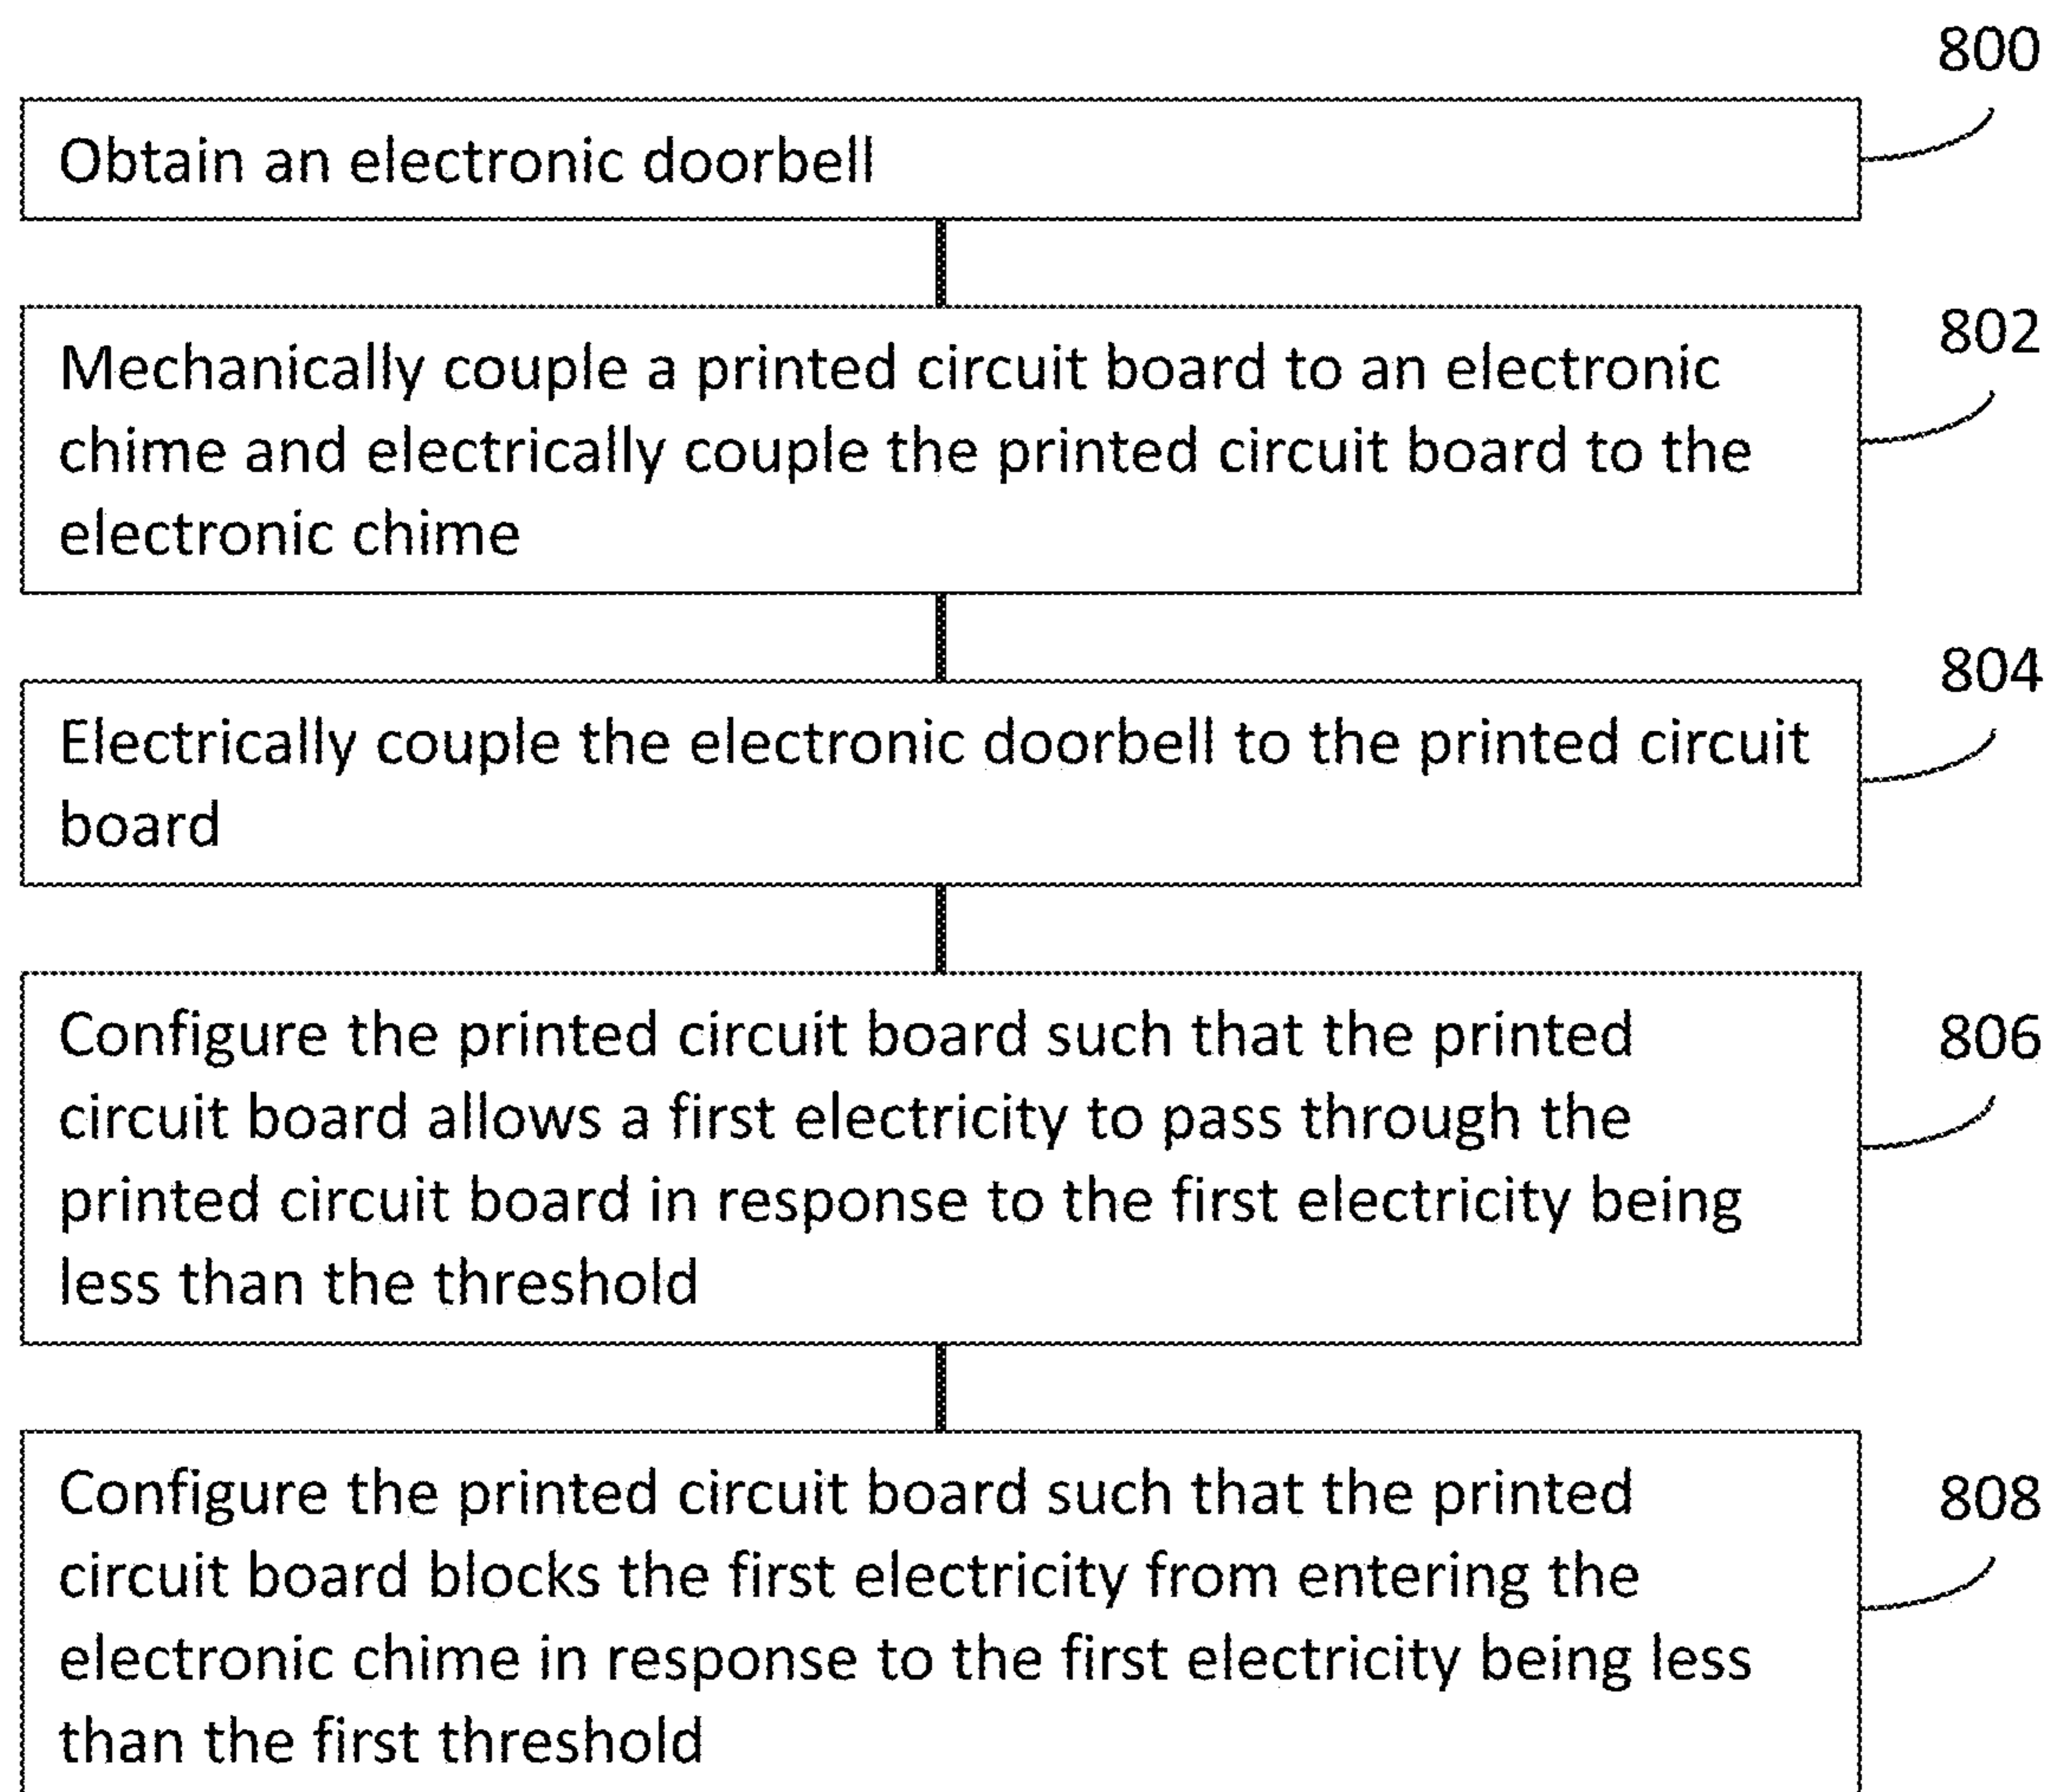 800
Obtain an electronic doorbell
802
Mechanically couple a printed circuit board to an electronic
chime and electrically couple the printed circuit board to the
electronic chime
804
Electrically couple the electronic doorbell to the printed circuit
board
806
Configure the printed circuit board such that the printed
circuit board allows a first electricity to pass through the
printed circuit board in response to the first electricity being
less than the threshold
808
Configure the printed circuit board such that the printed
circuit board blocks the first electricity from entering the
electronic chime in response to the first electricity being less
than the first threshold